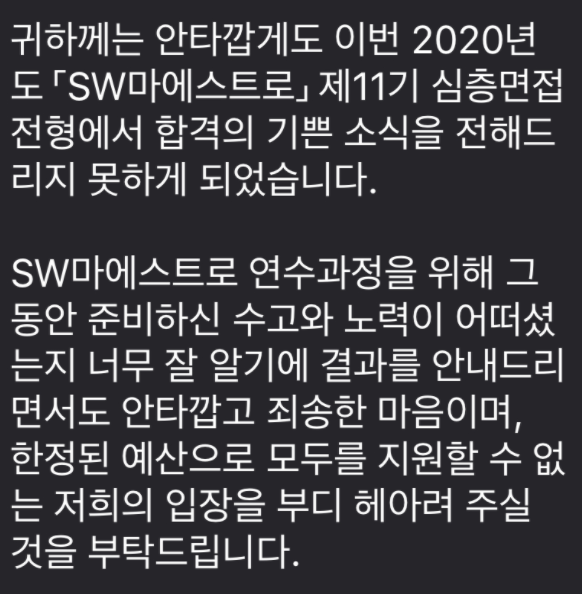 귀하께는 안타깝게도 이번 2020년
도 「SW마에스트로」 제11기 심층면접
전형에서 합격의 기쁜 소식을 전해드
리지 못하게 되었습니다.
SW마에스트로 연수과정을 위해 그
동안 준비하신 수고와 노력이 어떠셨
는지 너무 잘 알기에 결과를 안내드리
면서도 안타깝고 죄송한 마음이며,
한정된 예산으로 모두를 지원할 수 없
는 저희의 입장을 부디 헤아려 주실
것을 부탁드립니다.